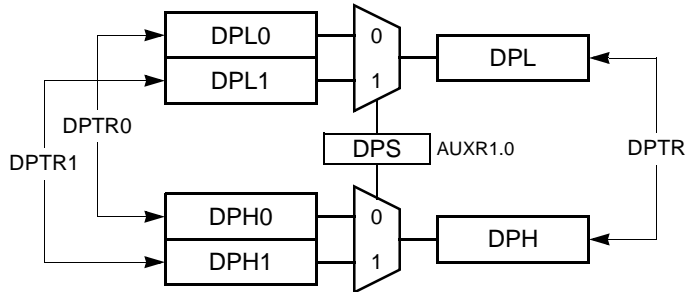 DPL0
0
DPL
DPL1
1
DPTR0
DPS
AUXR1.0
DPTR
DPTR1
DPH0
0
DPH
DPH1
1